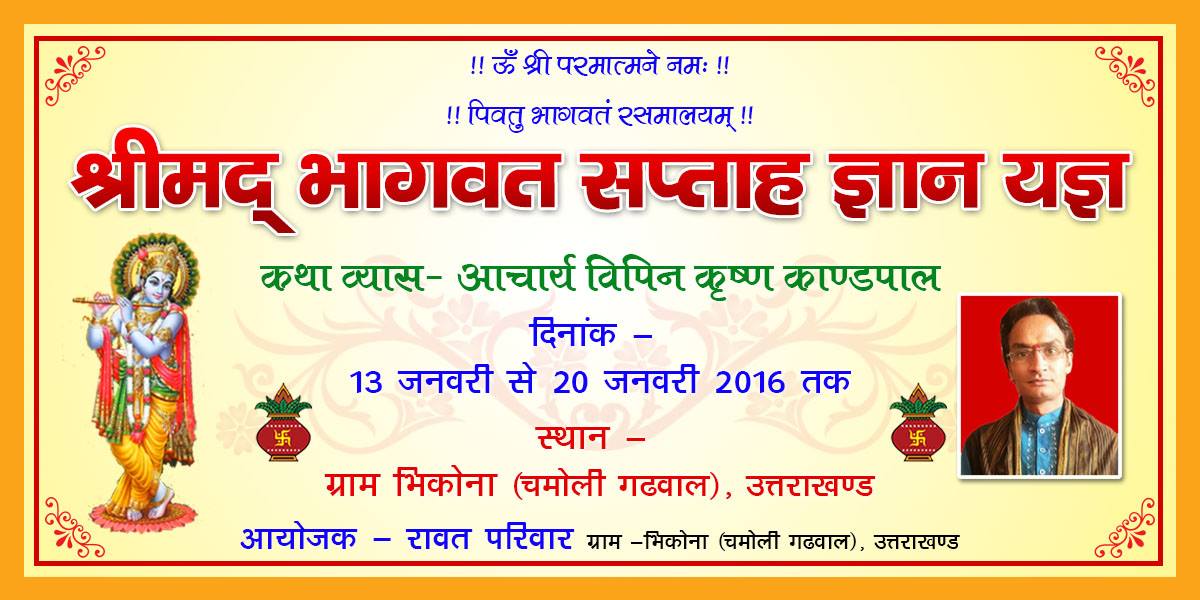 !! ॐ श्री परमात्मने नमः !!
!! पिवतु भागवतं रसमालयम् !!
श्रीमद् भागवत सप्ताह ज्ञान यज्ञ
कथा व्यास- आचार्य विपिन कृष्ण काण्डपाल
दिनांक –
13 जनवरी से 20 जनवरी 2016 तक
स्थान –
ग्राम भिकोना (चमोली गढवाल), उत्तराखण्ड
आयोजक – रावत परिवार ग्राम –भिकोना (चमोली गढवाल), उत्तराखण्ड